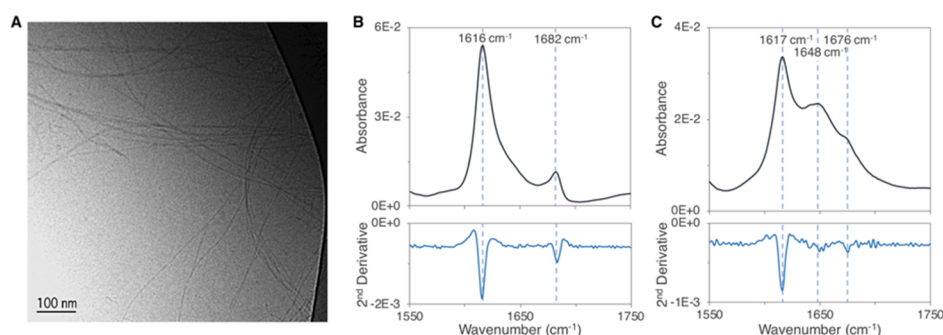 A
100 nm
B
6E-2
3E-2
0E+0
Absorbance
1616 cm-1
1682 cm-1
0E+0
-2E-3
2nd Derivative
1550
1650
1750
Wavenumber (cm-1)
C
4E-2
2E-2
0E+0
Absorbance
1617 cm-1
1676 cm-1
1648 cm-1
0E+0
-1E-3
2nd Derivative
1550
1650
1750
Wavenumber (cm-1)